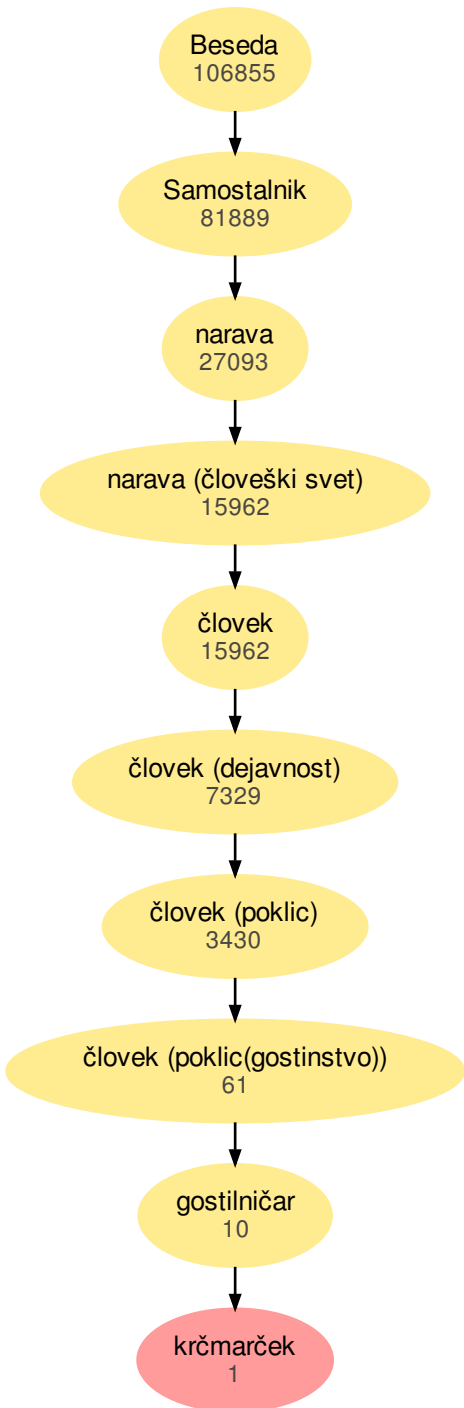 Beseda
106855
Samostalnik
81889
narava
27093
narava (človeški svet)
15962
človek
15962
človek (dejavnost)
7329
človek (poklic)
3430
človek (poklic(gostinstvo))
61
gostilničar
10
krčmarček
1